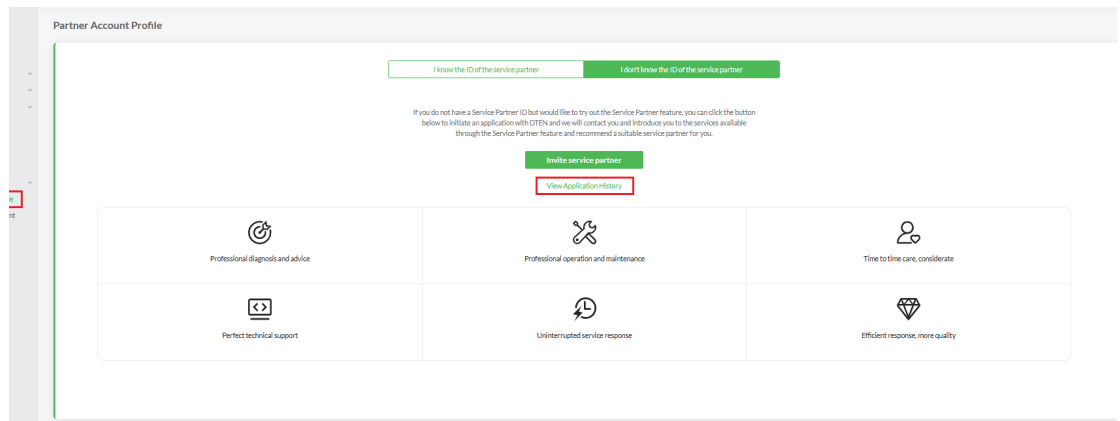 Partner Account Profile
I know the ID of the service partner
I don't know the ID of the service partner
If you do not have a Service Partner ID but would like to try out the Service Partner feature, you can click the button
below to initiate an application with DTEN and we will contact you and introduce you to the services available
through the Service Partner feature and recommend a suitable service partner for you.
Invite service partner
View Application History
Professional diagnosis and advice
Professional operation and maintenance
Time to time care, considerate
Perfect technical support
Uninterrupted service response
Efficient response, more quality